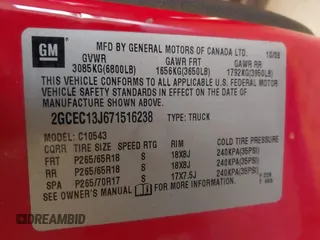 GM
MFD BY GENERAL MOTORS OF CANADA LTD. 10/05
GVWR GAWR FRT GAWR RR
3085KG(6800LB) 1656KG(3650LB) 1792KG(3950LB)
THIS VEHICLE CONFORMS TO ALL APPLICABLE U.S. FEDERAL MOTOR
VEHICLE SAFETY STANDARDS IN EFFECT ON THE DATE OF
MANUFACTURE SHOWN ABOVE.
2GCEC13J671516238 TYPE: TRUCK
MODEL: C10543 COLD TIRE PRESSURE
TIRE SIZE SPEED RTG RIM
FRT P265/65R18 S 18X8J 240KPA(35PSI)
RR P265/65R18 S 18X8J 240KPA(35PSI)
SPA P265/70R17 S 17X7.5J 240KPA(35PSI)
SEE OWNER'S MANUAL FOR ADDITIONAL INFORMATION
DREAMBID